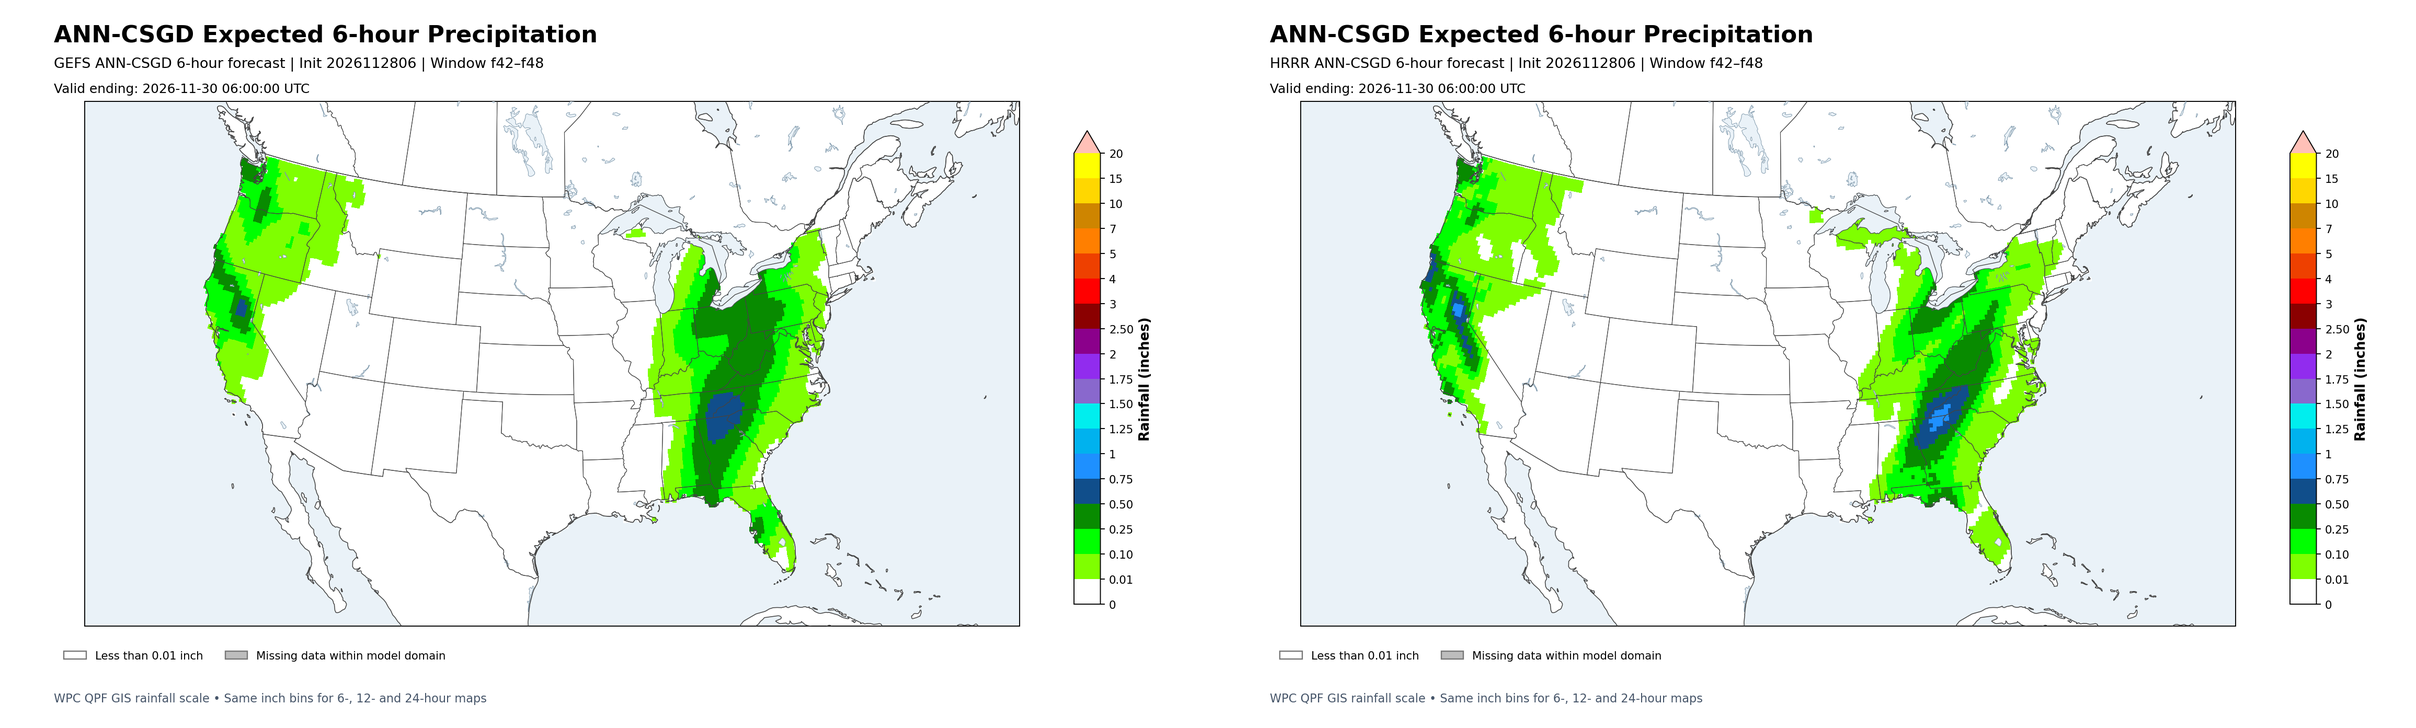 ANN-CSGD Expected 6-hour Precipitation
GEFS ANN-CSGD 6-hour forecast | Init 2026112806 | Window f42–f48
Valid ending: 2026-11-30 06:00:00 UTC
20
15
10
7
5
4
3
2.50
2
1.75
1.50
1.25
1
0.75
0.50
0.25
0.10
0.01
0
Rainfall (inches)
Less than 0.01 inch
Missing data within model domain
WPC QPF GIS rainfall scale • Same inch bins for 6-, 12- and 24-hour maps
ANN-CSGD Expected 6-hour Precipitation
HRRR ANN-CSGD 6-hour forecast | Init 2026112806 | Window f42–f48
Valid ending: 2026-11-30 06:00:00 UTC
20
15
10
7
5
4
3
2.50
2
1.75
1.50
1.25
1
0.75
0.50
0.25
0.10
0.01
0
Rainfall (inches)
Less than 0.01 inch
Missing data within model domain
WPC QPF GIS rainfall scale • Same inch bins for 6-, 12- and 24-hour maps